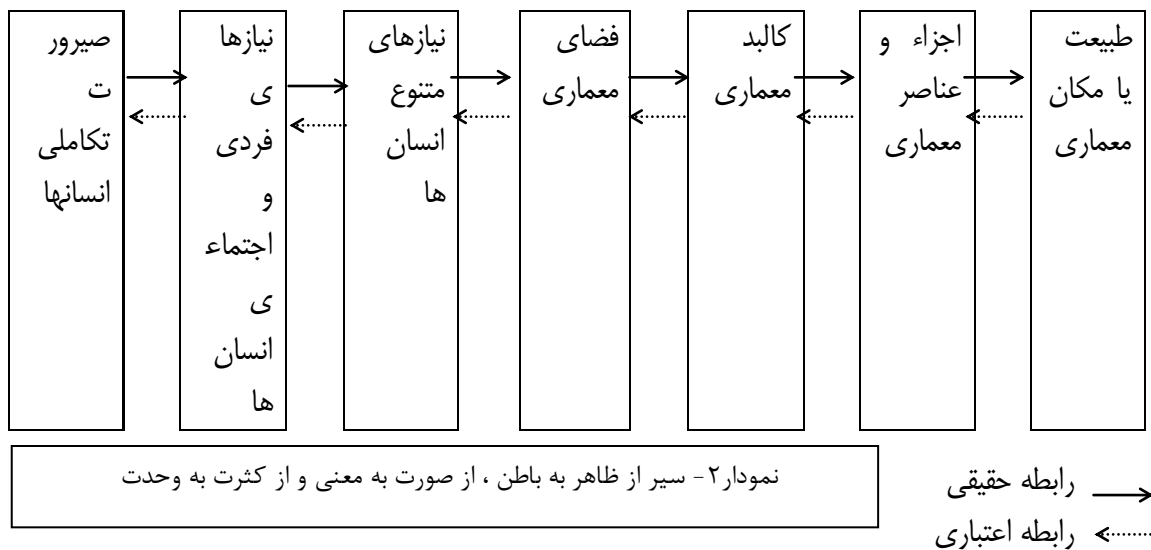 طبیعت
یا مکان
معماری
اجزاء و
عناصر
معماری
کالبد
معماری
فضای
معماری
نیازهای
متنوع
انسان
ها
نیازها
ی
فردی
و
اجتماع
ی
انسان
ها
صیرور
ت
تکاملی
انسانها
نمودار۲- سیر از ظاهر به باطن ، از صورت به معنی و از کثرت به وحدت
رابطه حقیقی
رابطه اعتباری